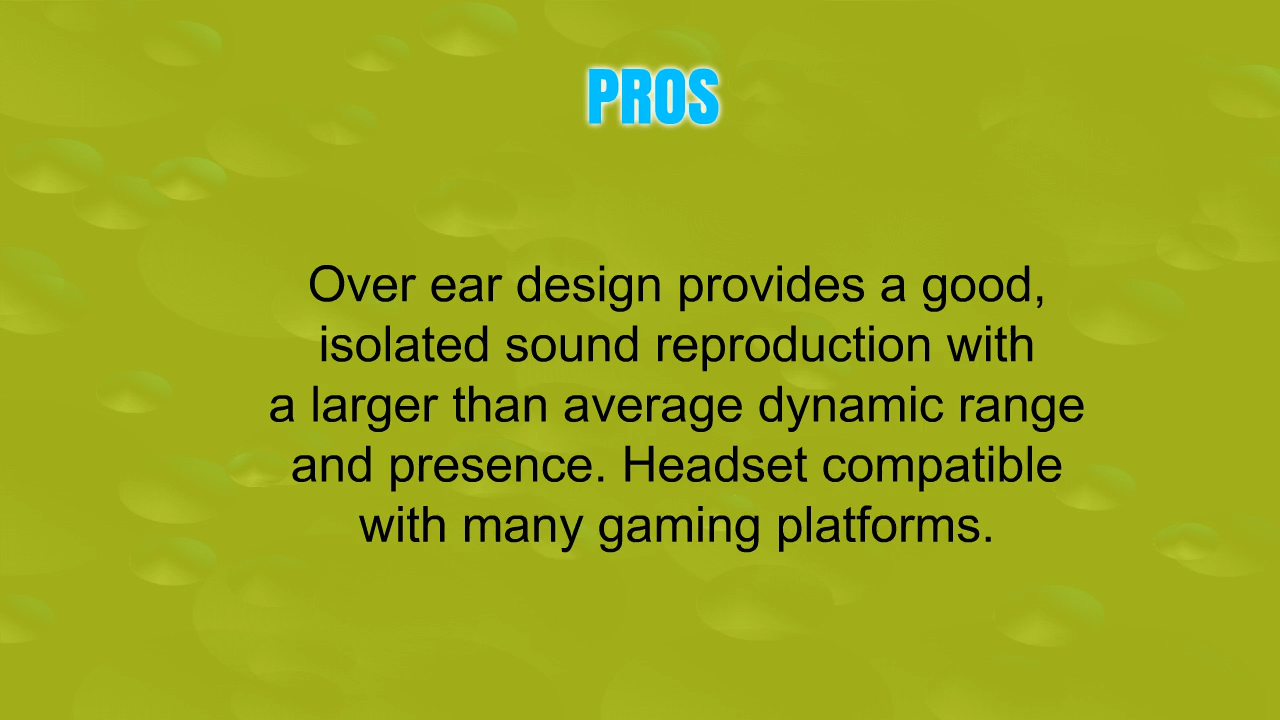 PROS
Over ear design provides a good,
isolated sound reproduction with
a larger than average dynamic range
and presence. Headset compatible
with many gaming platforms.